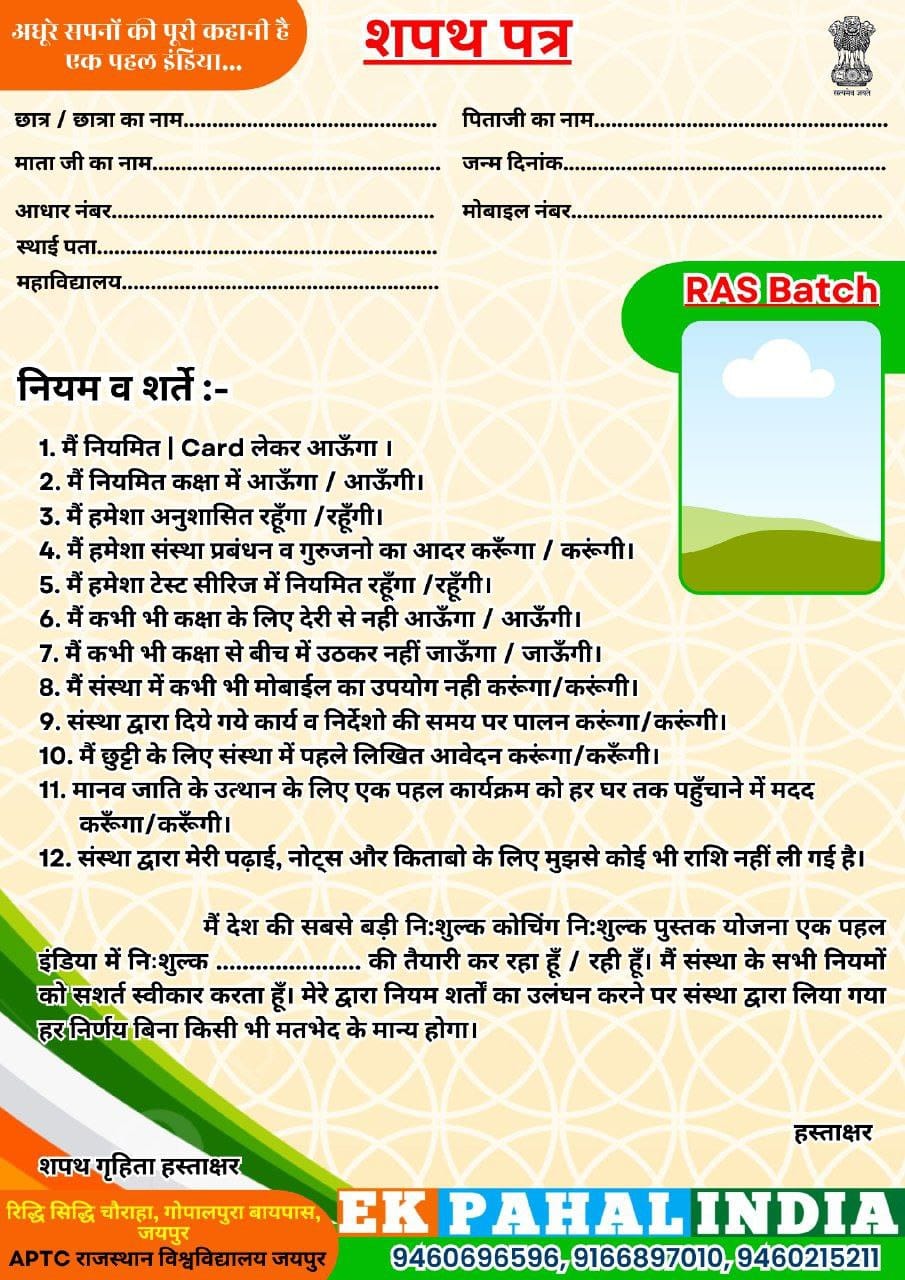 अधूरे सपनों की पूरी कहानी है
एक पहल इंडिया...
शपथ पत्र
सत्यमेव जयते
छात्र / छात्रा का नाम.............................................. पिताजी का नाम.....................................................
माता जी का नाम.................................................... जन्म दिनांक..........................................................
आधार नंबर.......................................................... मोबाइल नंबर........................................................
स्थाई पता.............................................................
महाविद्यालय.........................................................
RAS Batch
नियम व शर्ते :-
1. मैं नियमित | Card लेकर आऊँगा ।
2. मैं नियमित कक्षा में आऊँगा / आऊँगी।
3. मैं हमेशा अनुशासित रहूँगा /रहूँगी।
4. मैं हमेशा संस्था प्रबंधन व गुरुजनो का आदर करूँगा / करूंगी।
5. मैं हमेशा टेस्ट सीरिज में नियमित रहूँगा /रहूँगी।
6. मैं कभी भी कक्षा के लिए देरी से नही आऊँगा / आऊँगी।
7. मैं कभी भी कक्षा से बीच में उठकर नहीं जाऊँगा / जाऊँगी।
8. मैं संस्था में कभी भी मोबाईल का उपयोग नही करूंगा/करूंगी।
9. संस्था द्वारा दिये गये कार्य व निर्देशो की समय पर पालन करूंगा/करूंगी।
10. मैं छुट्टी के लिए संस्था में पहले लिखित आवेदन करूंगा/करूँगी।
11. मानव जाति के उत्थान के लिए एक पहल कार्यक्रम को हर घर तक पहुँचाने में मदद
करूँगा/करूँगी।
12. संस्था द्वारा मेरी पढ़ाई, नोट्स और किताबो के लिए मुझसे कोई भी राशि नहीं ली गई है।
मैं देश की सबसे बड़ी नि:शुल्क कोचिंग नि:शुल्क पुस्तक योजना एक पहल
इंडिया में निःशुल्क ...................... की तैयारी कर रहा हूँ / रही हूँ। मैं संस्था के सभी नियमों
को सशर्त स्वीकार करता हूँ। मेरे द्वारा नियम शर्तों का उलंघन करने पर संस्था द्वारा लिया गया
हर निर्णय बिना किसी भी मतभेद के मान्य होगा।
हस्ताक्षर
शपथ गृहिता हस्ताक्षर
रिद्धि सिद्धि चौराहा, गोपालपुरा बायपास,
जयपुर
APTC राजस्थान विश्वविद्यालय जयपुर
EK PAHAL INDIA
9460696596, 9166897010, 9460215211